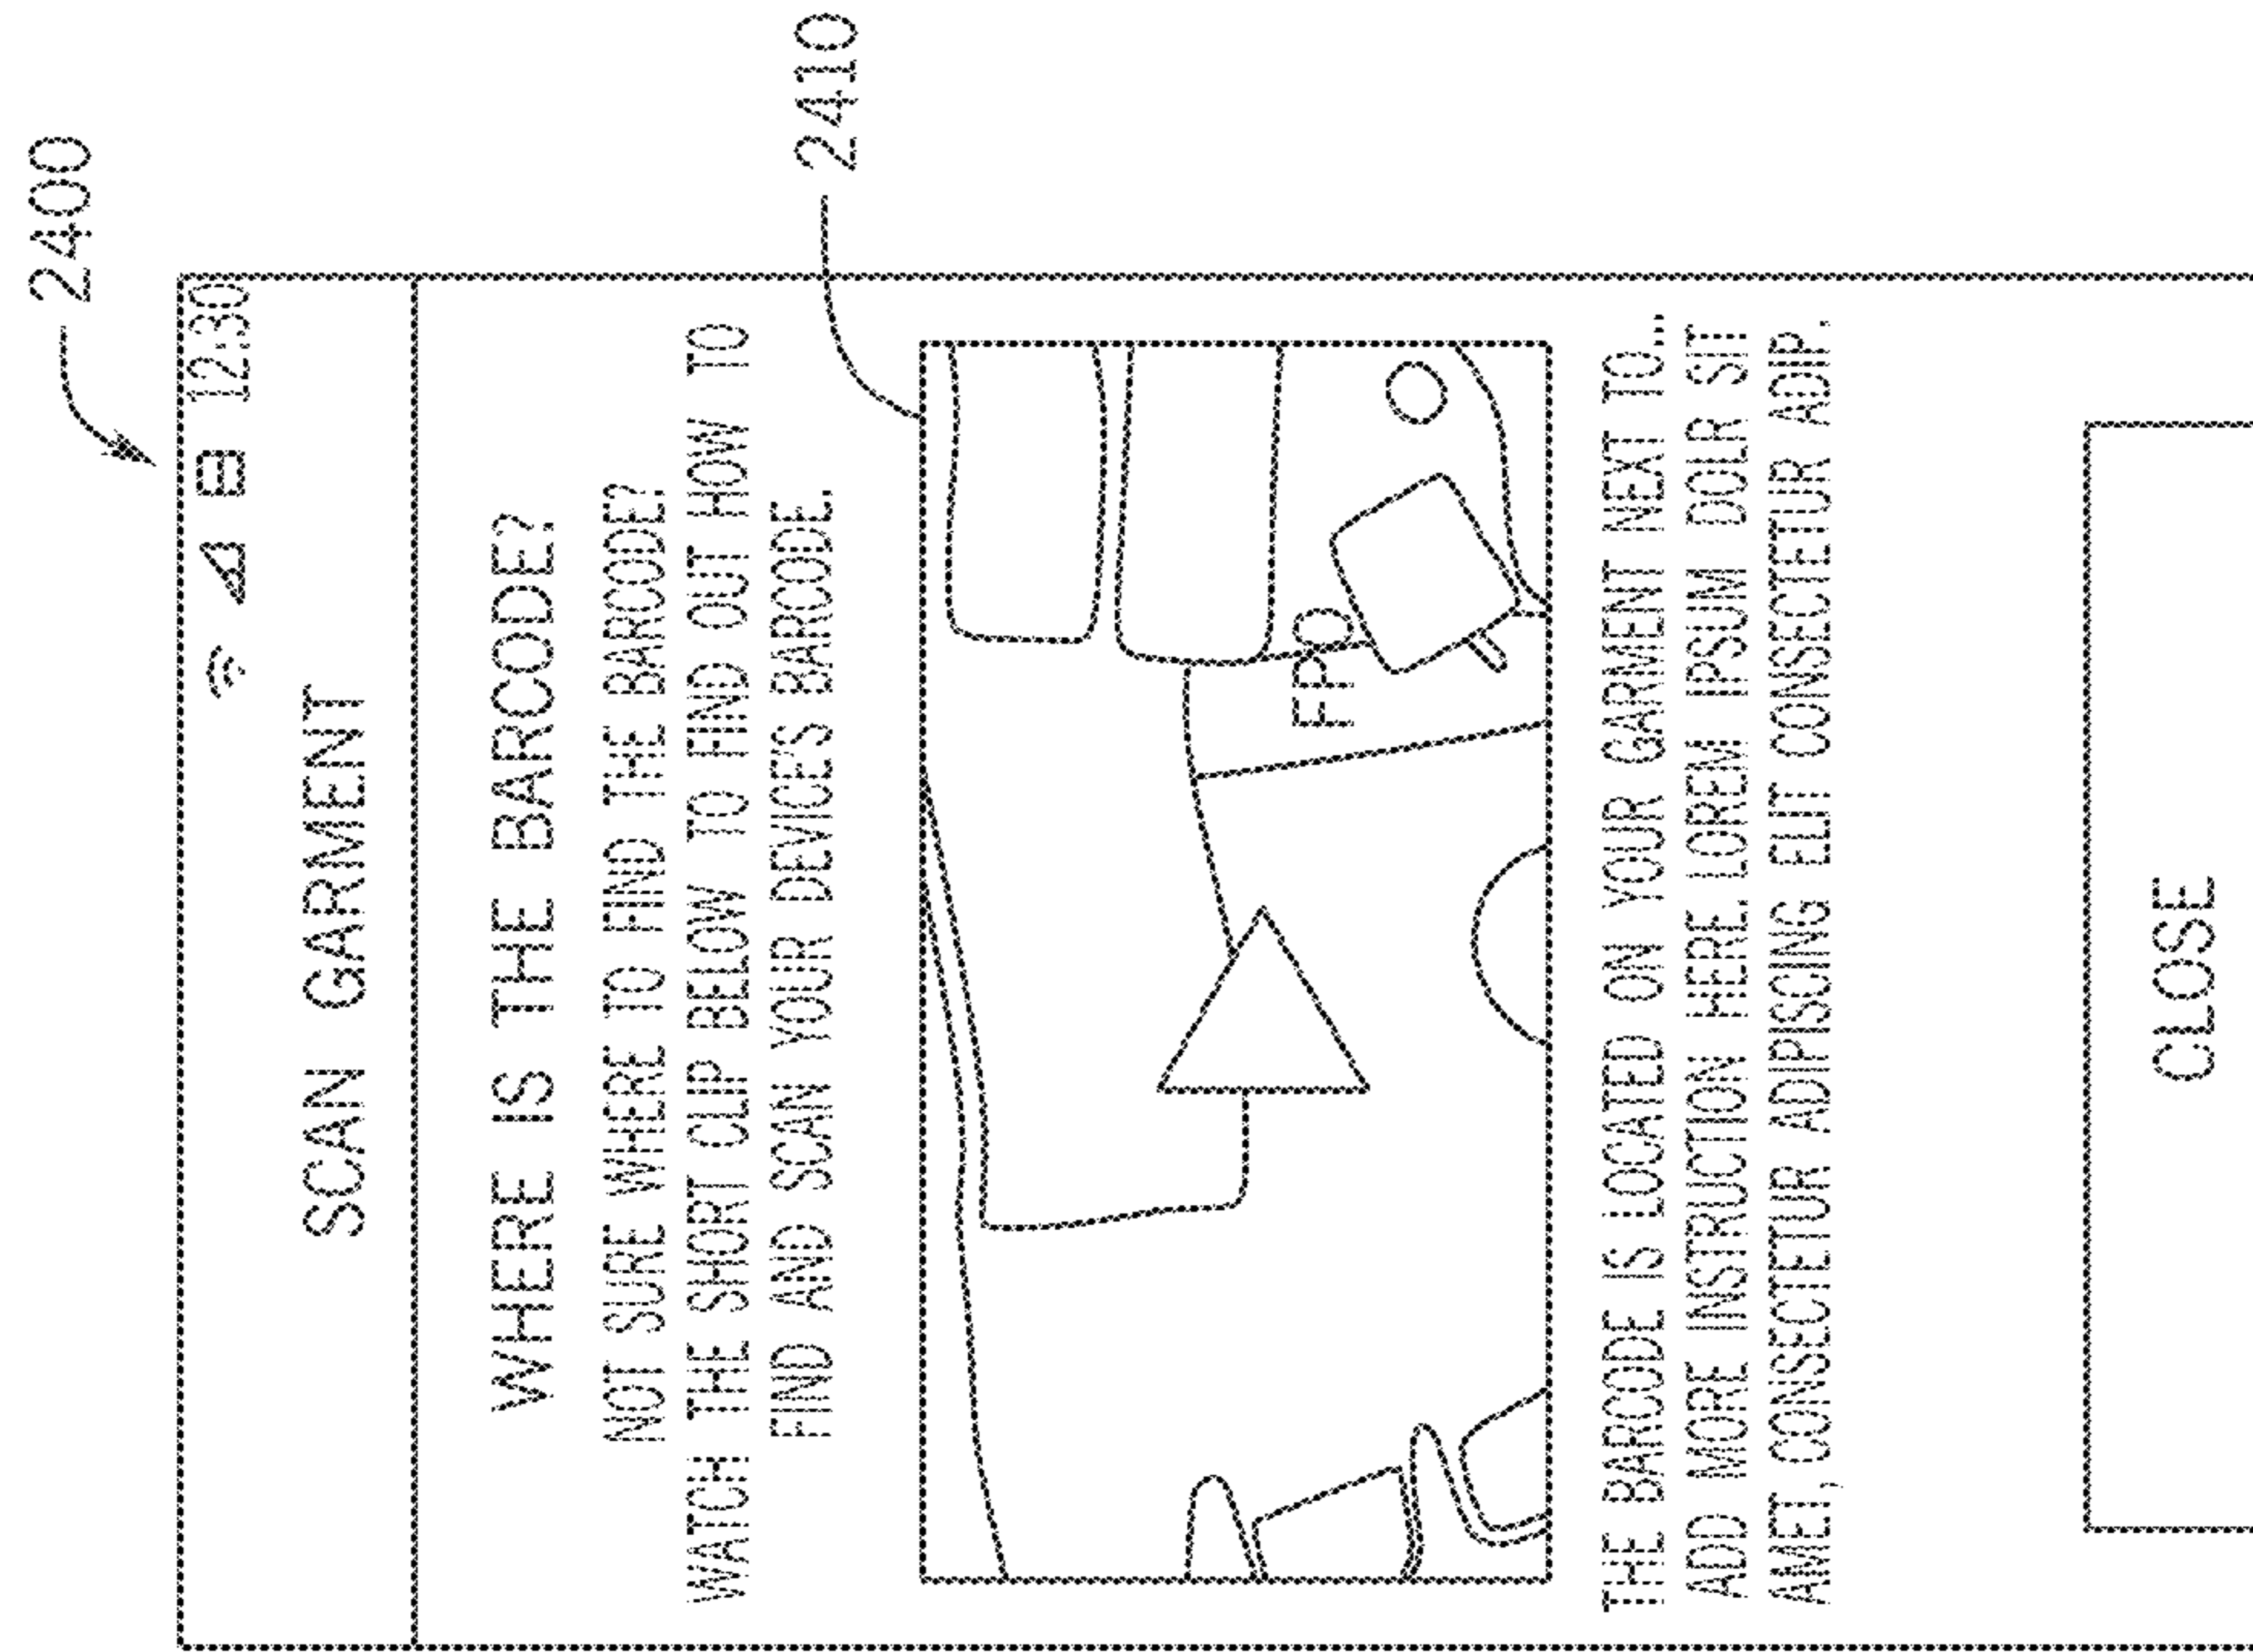 2400
12:30
SCAN GARMENT
WHERE IS THE BARCODE?
NOT SURE WHERE TO FIND THE BARCODE?
WATCH THE SHORT CLIP BELOW TO FIND OUT HOW TO
FIND AND SCAN YOUR DEVICES BARCODE.
2410
FPO
THE BARCODE IS LOCATED ON YOUR GARMENT NEXT TO...
ADD MORE INSTRUCTION HERE. LOREM IPSUM DOLR SIT
AMET, CONSECTETUR ADIPISCING ELIT CONSECTETUR ADIP.
CLOSE